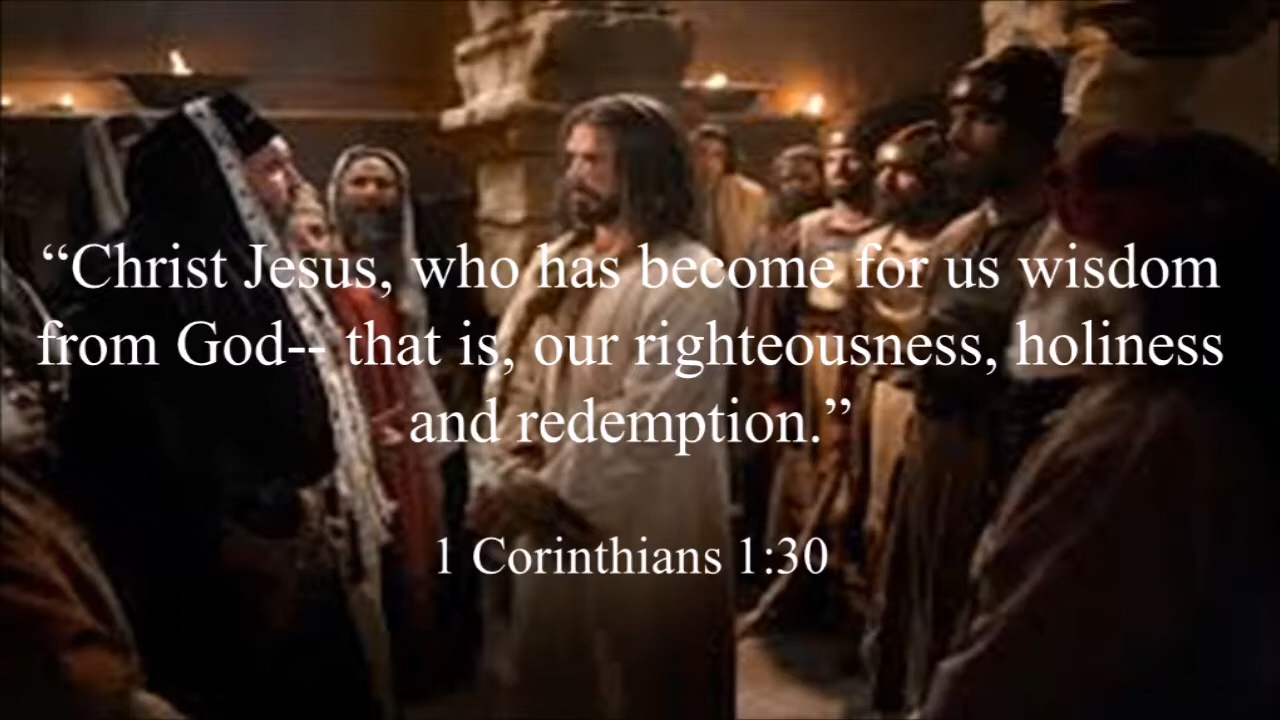 “Christ Jesus, who has become for us wisdom
from God-- that is, our righteousness, holiness
and redemption.”
1 Corinthians 1:30